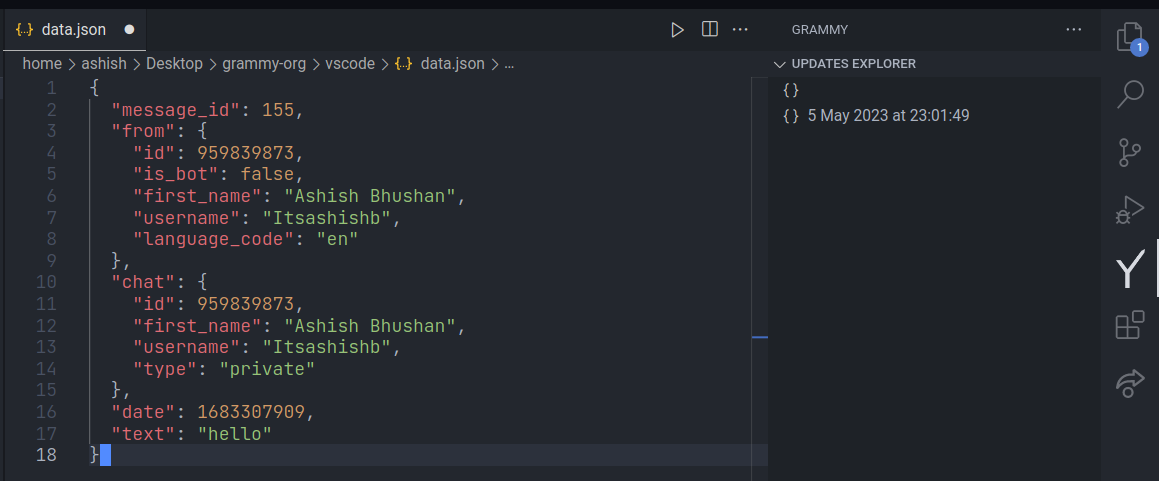 {..} data.json ●
GRAMMY
home > ashish > Desktop > grammy-org > vscode > {..} data.json > ...
UPDATES EXPLORER
{}
{} 5 May 2023 at 23:01:49
1
1 {
2   "message_id": 155,
3   "from": {
4     "id": 959839873,
5     "is_bot": false,
6     "first_name": "Ashish Bhushan",
7     "username": "Itsashishb",
8     "language_code": "en"
9   },
10   "chat": {
11     "id": 959839873,
12     "first_name": "Ashish Bhushan",
13     "username": "Itsashishb",
14     "type": "private"
15   },
16   "date": 1683307909,
17   "text": "hello"
18 }